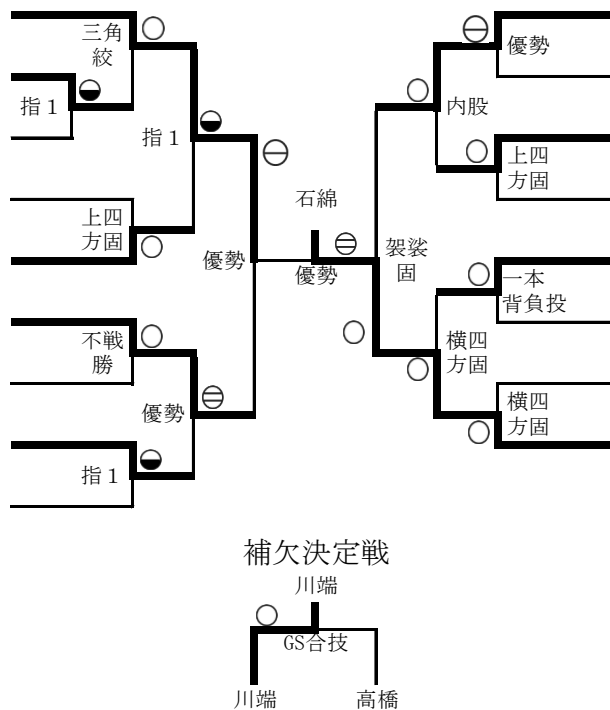 三角
絞
指１
指１
上四
方固
不戦
勝
優勢
指１
優勢
石綿
優勢
袈裟
固
優勢
内股
上四
方固
一本
背負投
横四
方固
横四
方固
補欠決定戦
川端
GS合技
川端
高橋